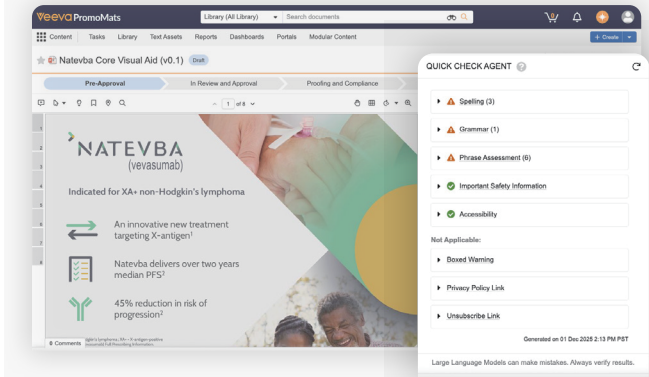 Veeva PromoMats
Library (All Library)
Search documents
Content Tasks Library Text Assets Reports Dashboards Portals Modular Content
+ Create
Natevba Core Visual Aid (v0.1) Draft
Pre-Approval
In Review and Approval
Proofing and Compliance
1 of 8
NATEVBA
(vevasumab)
Indicated for XA+ non-Hodgkin's lymphoma
An innovative new treatment
targeting X-antigen¹
Natevba delivers over two years
median PFS²
45% reduction in risk of
progression²
8 Comments
QUICK CHECK AGENT
Spelling (3)
Grammar (1)
Phrase Assessment (6)
Important Safety Information
Accessibility
Not Applicable:
Boxed Warning
Privacy Policy Link
Unsubscribe Link
Generated on 01 Dec 2025 2:13 PM PST
Large Language Models can make mistakes. Always verify results.